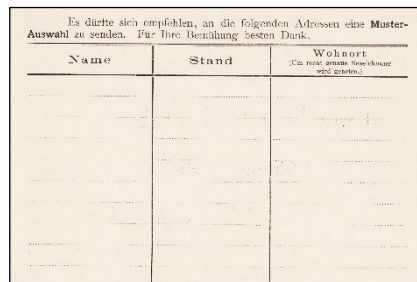 Es dürfte sich empfehlen, an die folgenden Adressen eine Muster-
Auswahl zu senden. Für Ihre Bemühung besten Dank.
Name
Stand
Wohnort
(Um recht genaue Bezeichnung
wird gebeten.)